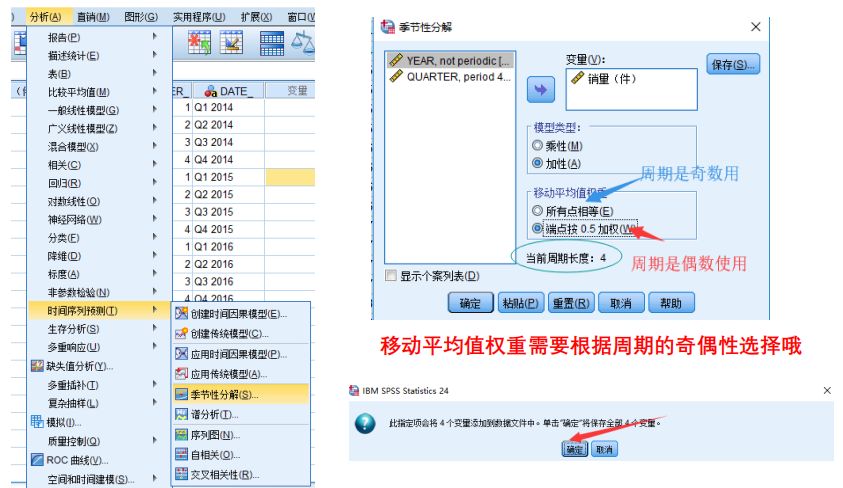 分析(A) 直销(M) 图形(G) 实用程序(U) 扩展(X) 窗口(W
报告(P)
描述统计(E)
表(B)
比较平均值(M)
一般线性模型(G)
广义线性模型(Z)
混合模型(X)
相关(C)
回归(R)
对数线性(O)
神经网络(W)
分类(F)
降维(D)
标度(A)
非参数检验(N)
时间序列预测(T)
生存分析(S)
多重响应(U)
缺失值分析(Y)...
多重插补(T)
复杂抽样(L)
模拟(I)...
质量控制(Q)
ROC 曲线(V)...
空间和时间建模(S)...
ER_ DATE_ 变量
1 Q1 2014
2 Q2 2014
3 Q3 2014
4 Q4 2014
1 Q1 2015
2 Q2 2015
3 Q3 2015
4 Q4 2015
1 Q1 2016
2 Q2 2016
3 Q3 2016
4 Q4 2016
创建时间因果模型(E)...
创建传统模型(C)...
应用时间因果模型(P)...
应用传统模型(A)...
季节性分解(S)...
谱分析(T)...
序列图(N)...
自相关(O)...
交叉相关性(R)...
季节性分解
YEAR, not periodic [...
QUARTER, period 4...
变量(V):
销量（件）
保存(S)...
模型类型:
乘性(M)
加性(A)
周期是奇数用
移动平均值权重
所有点相等(E)
端点按 0.5 加权(W)
当前周期长度: 4
周期是偶数使用
显示个案列表(D)
确定 粘贴(P) 重置(R) 取消 帮助
移动平均值权重需要根据周期的奇偶性选择哦
IBM SPSS Statistics 24
此指定项会将 4 个变量添加到数据文件中。单击“确定”将保存全部 4 个变量。
确定 取消